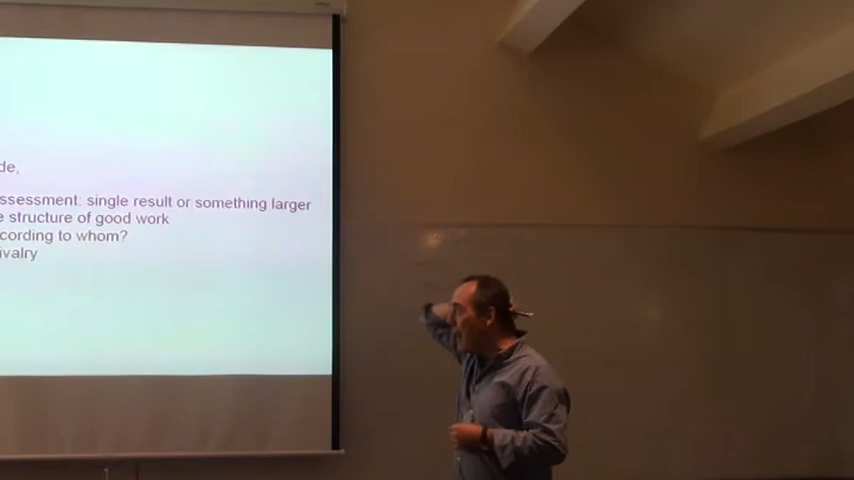 de,
ssessment: single result or something larger
e structure of good work
cording to whom?
ivalry